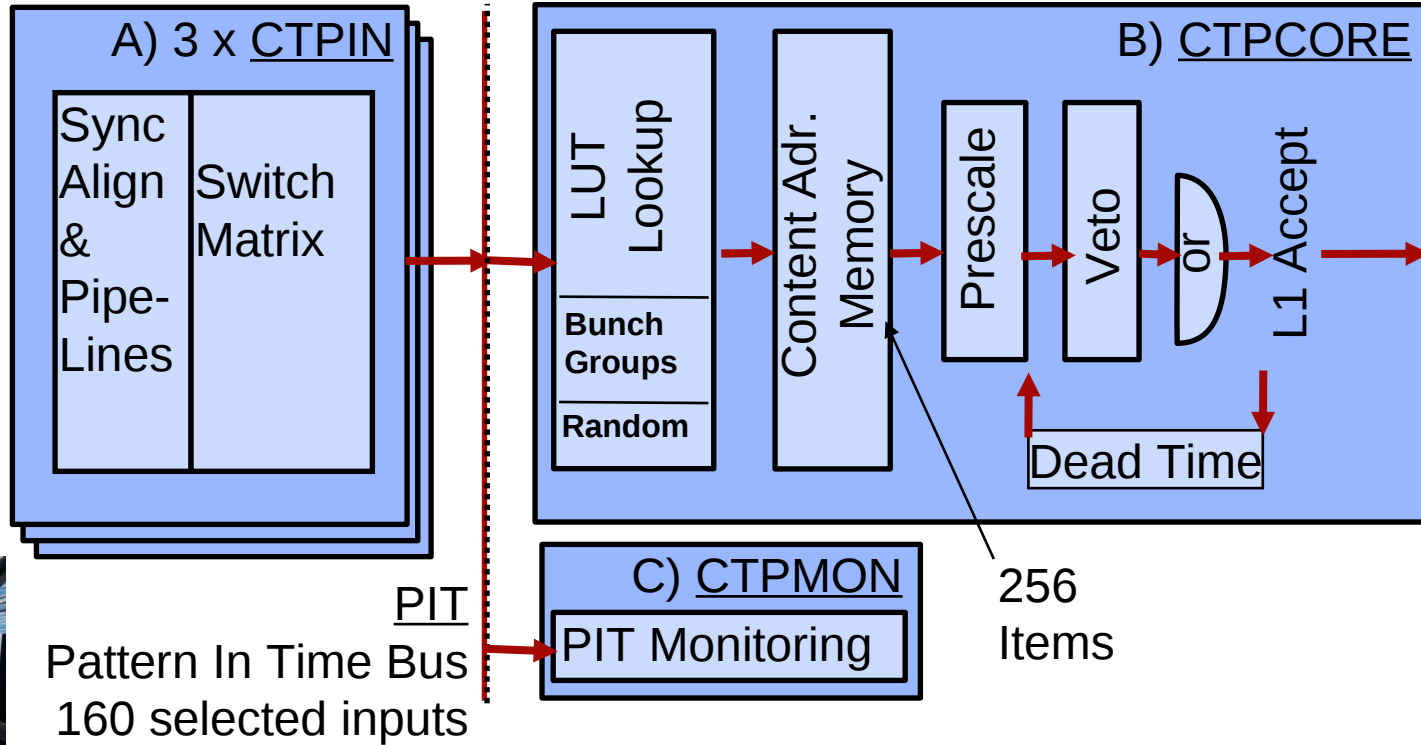 A) 3 x CTPIN
Sync
Align
&
Pipe-
Lines
Switch
Matrix
B) CTPCORE
LUT
Lookup
Bunch
Groups
Random
Content Adr.
Memory
Prescale
Veto
or
L1 Accept
Dead Time
PIT
Pattern In Time Bus
160 selected inputs
C) CTPMON
PIT Monitoring
256
Items